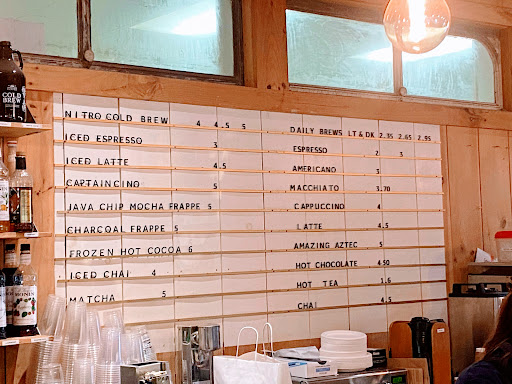 NITRO COLD BREW 4 4.5 5
ICED ESPRESSO 3
ICED LATTE 4.5
CAPTAINCINO 5
JAVA CHIP MOCHA FRAPPE 5
CHARCOAL FRAPPE 5
FROZEN HOT COCOA 6
ICED CHAI 4
MATCHA 5
DAILY BREWS LT & DK 2.35 2.65 2.95
ESPRESSO 2 3
AMERICANO 3
MACCHIATO 3.70
CAPPUCCINO 4
LATTE 4.5
AMAZING AZTEC 5
HOT CHOCOLATE 4.50
HOT TEA 1.6
CHAI 4.5
COLD
BREW